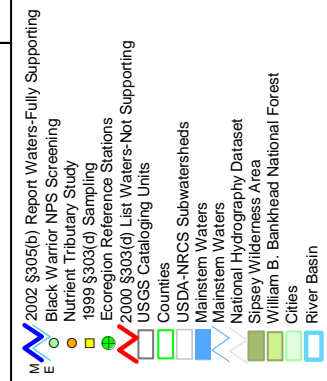 M
E
2002 §305(b) Report Waters-Fully Supporting
Black Warrior NPS Screening
Nutrient Tributary Study
1999 §303(d) Sampling
Ecoregion Reference Stations
2000 §303(d) List Waters-Not Supporting
USGS Cataloging Units
Counties
USDA-NRCS Subwatersheds
Mainstem Waters
Mainstem Waters
National Hydrography Dataset
Sipsey Wilderness Area
William B. Bankhead National Forest
Cities
River Basin